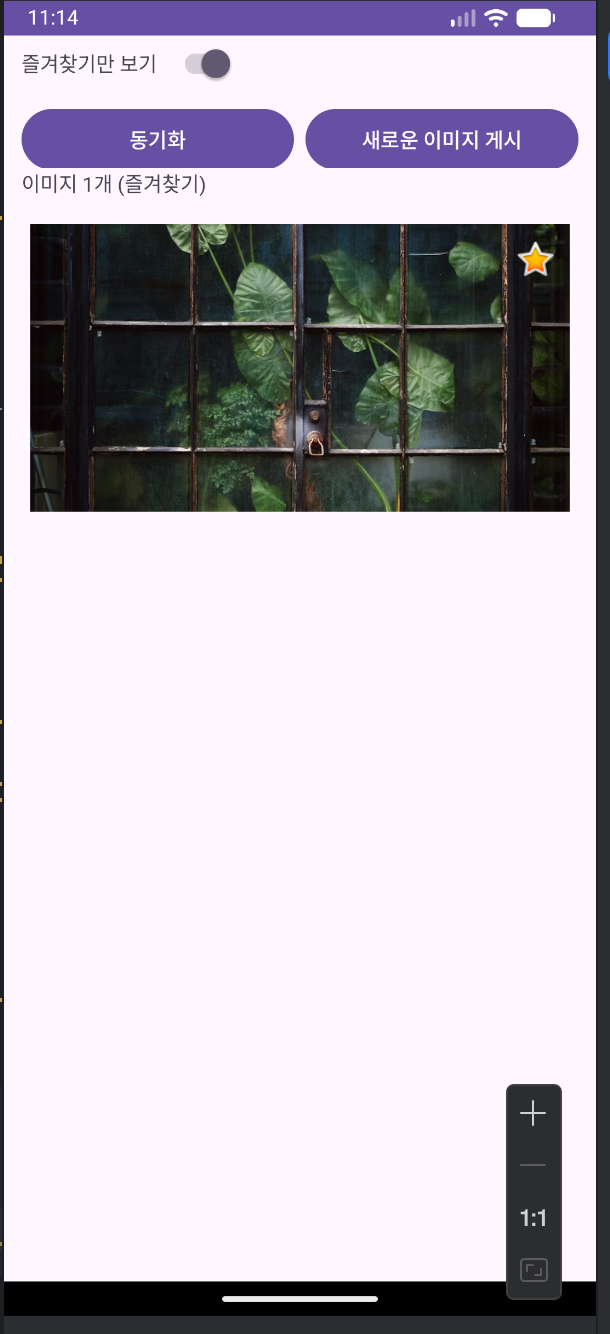 11:14
즐겨찾기만 보기
동기화
새로운 이미지 게시
이미지 1개 (즐겨찾기)
1:1